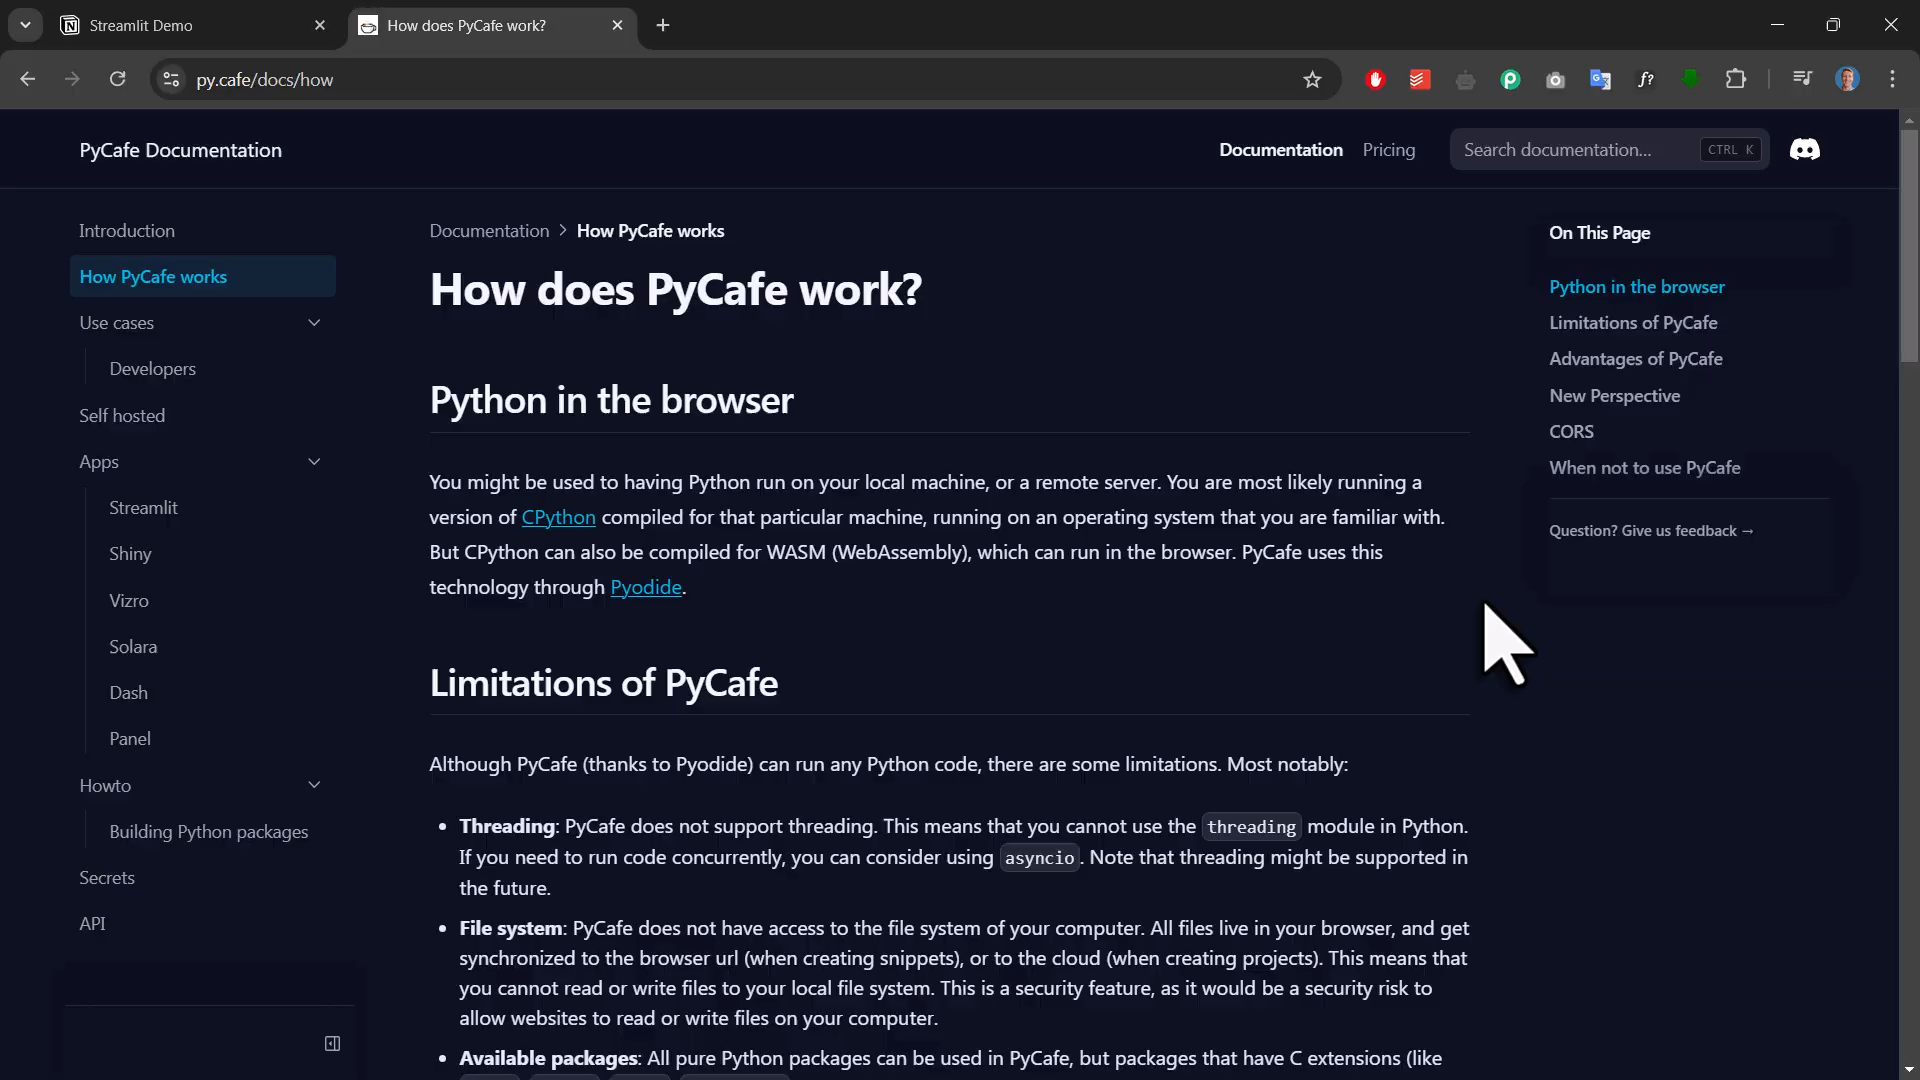 Streamlit Demo
How does PyCafe work?
py.cafe/docs/how
PyCafe Documentation
Documentation
Pricing
Search documentation...
CTRL K
Introduction
How PyCafe works
Use cases
Developers
Self hosted
Apps
Streamlit
Shiny
Vizro
Solara
Dash
Panel
Howto
Building Python packages
Secrets
API
Documentation > How PyCafe works
How does PyCafe work?
Python in the browser
You might be used to having Python run on your local machine, or a remote server. You are most likely running a
version of CPython compiled for that particular machine, running on an operating system that you are familiar with.
But CPython can also be compiled for WASM (WebAssembly), which can run in the browser. PyCafe uses this
technology through Pyodide.
Limitations of PyCafe
Although PyCafe (thanks to Pyodide) can run any Python code, there are some limitations. Most notably:
• Threading: PyCafe does not support threading. This means that you cannot use the threading module in Python.
If you need to run code concurrently, you can consider using asyncio. Note that threading might be supported in
the future.
• File system: PyCafe does not have access to the file system of your computer. All files live in your browser, and get
synchronized to the browser url (when creating snippets), or to the cloud (when creating projects). This means that
you cannot read or write files to your local file system. This is a security feature, as it would be a security risk to
allow websites to read or write files on your computer.
• Available packages: All pure Python packages can be used in PyCafe, but packages that have C extensions (like
On This Page
Python in the browser
Limitations of PyCafe
Advantages of PyCafe
New Perspective
CORS
When not to use PyCafe
Question? Give us feedback →